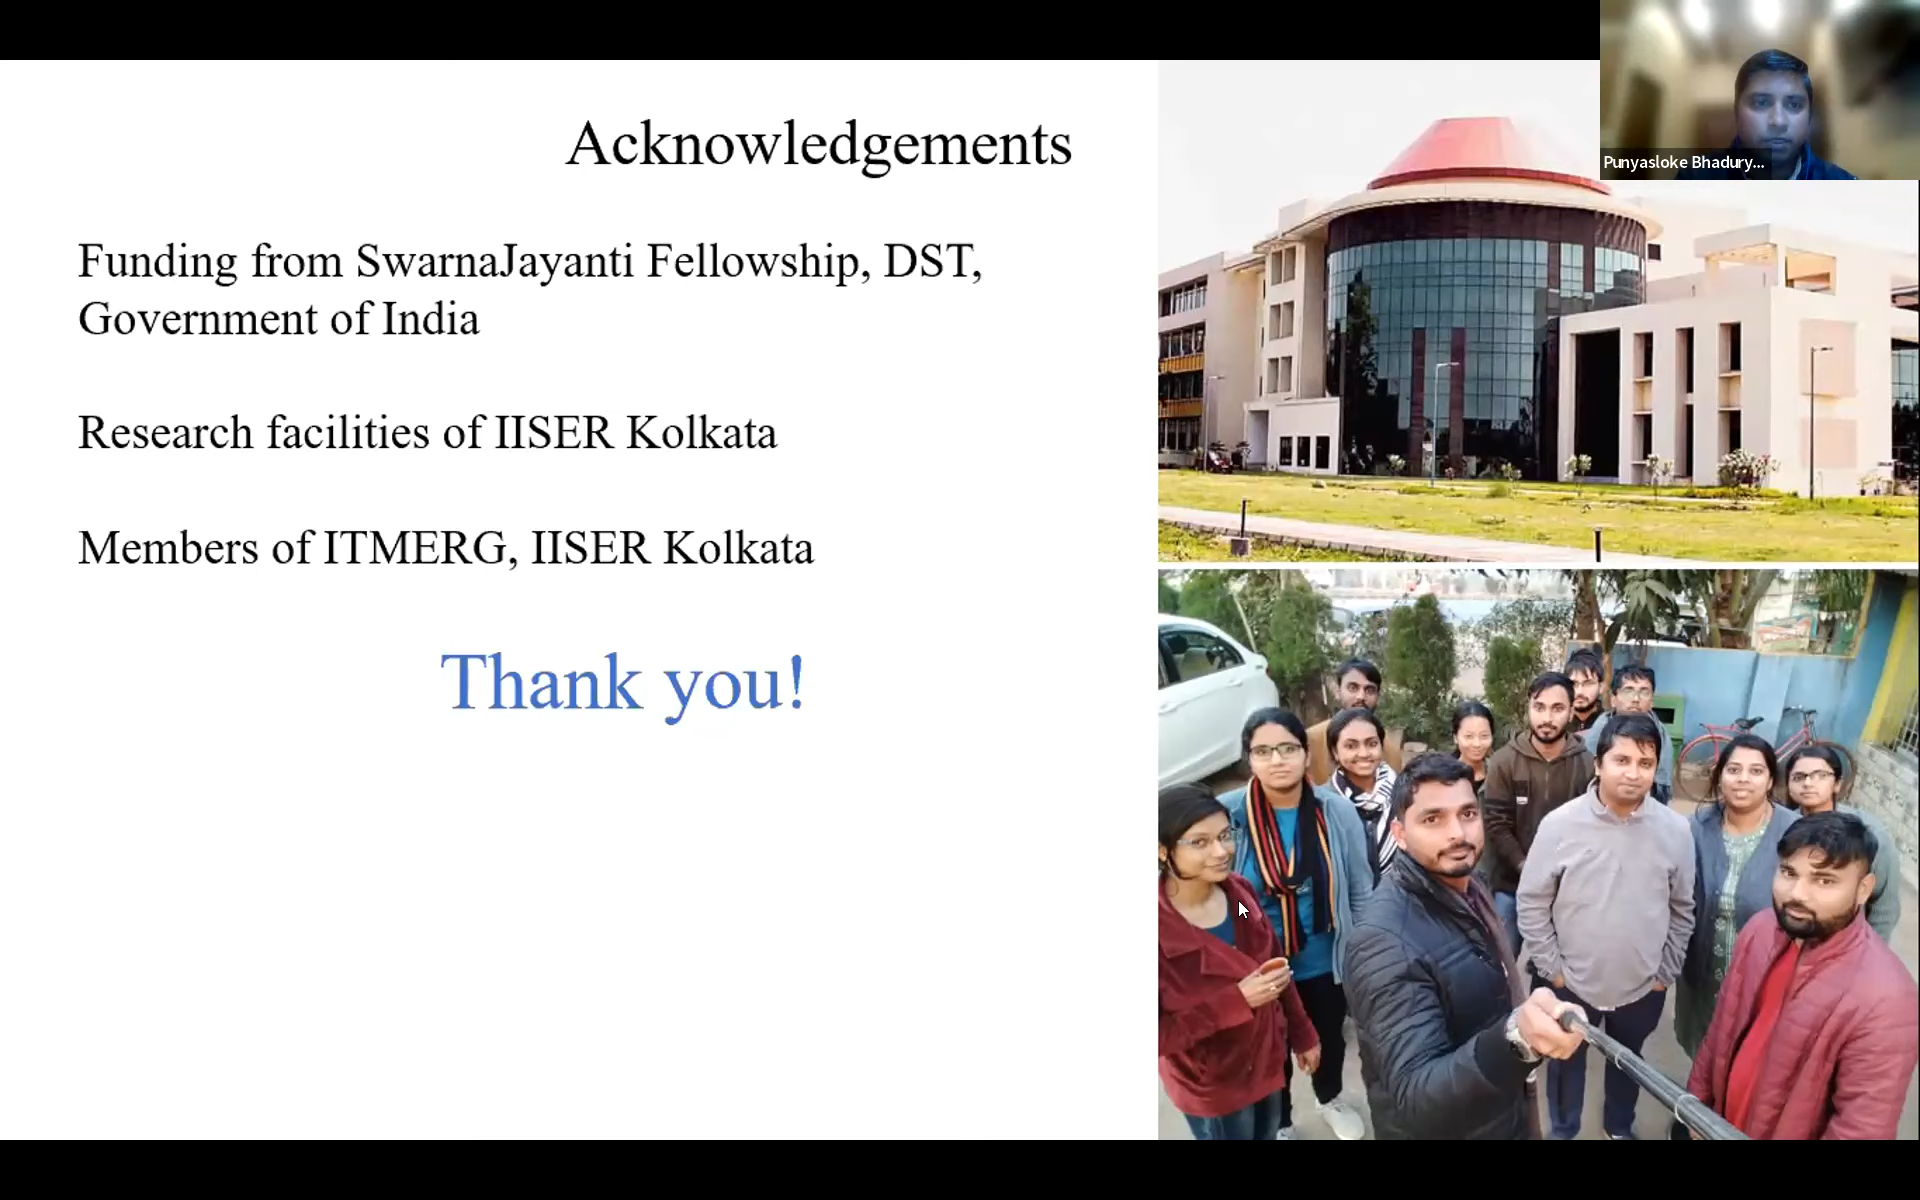 Acknowledgements
Funding from SwarnaJayanti Fellowship, DST,
Government of India
Research facilities of IISER Kolkata
Members of ITMERG, IISER Kolkata
Thank you!
Punyasloke Bhadury...